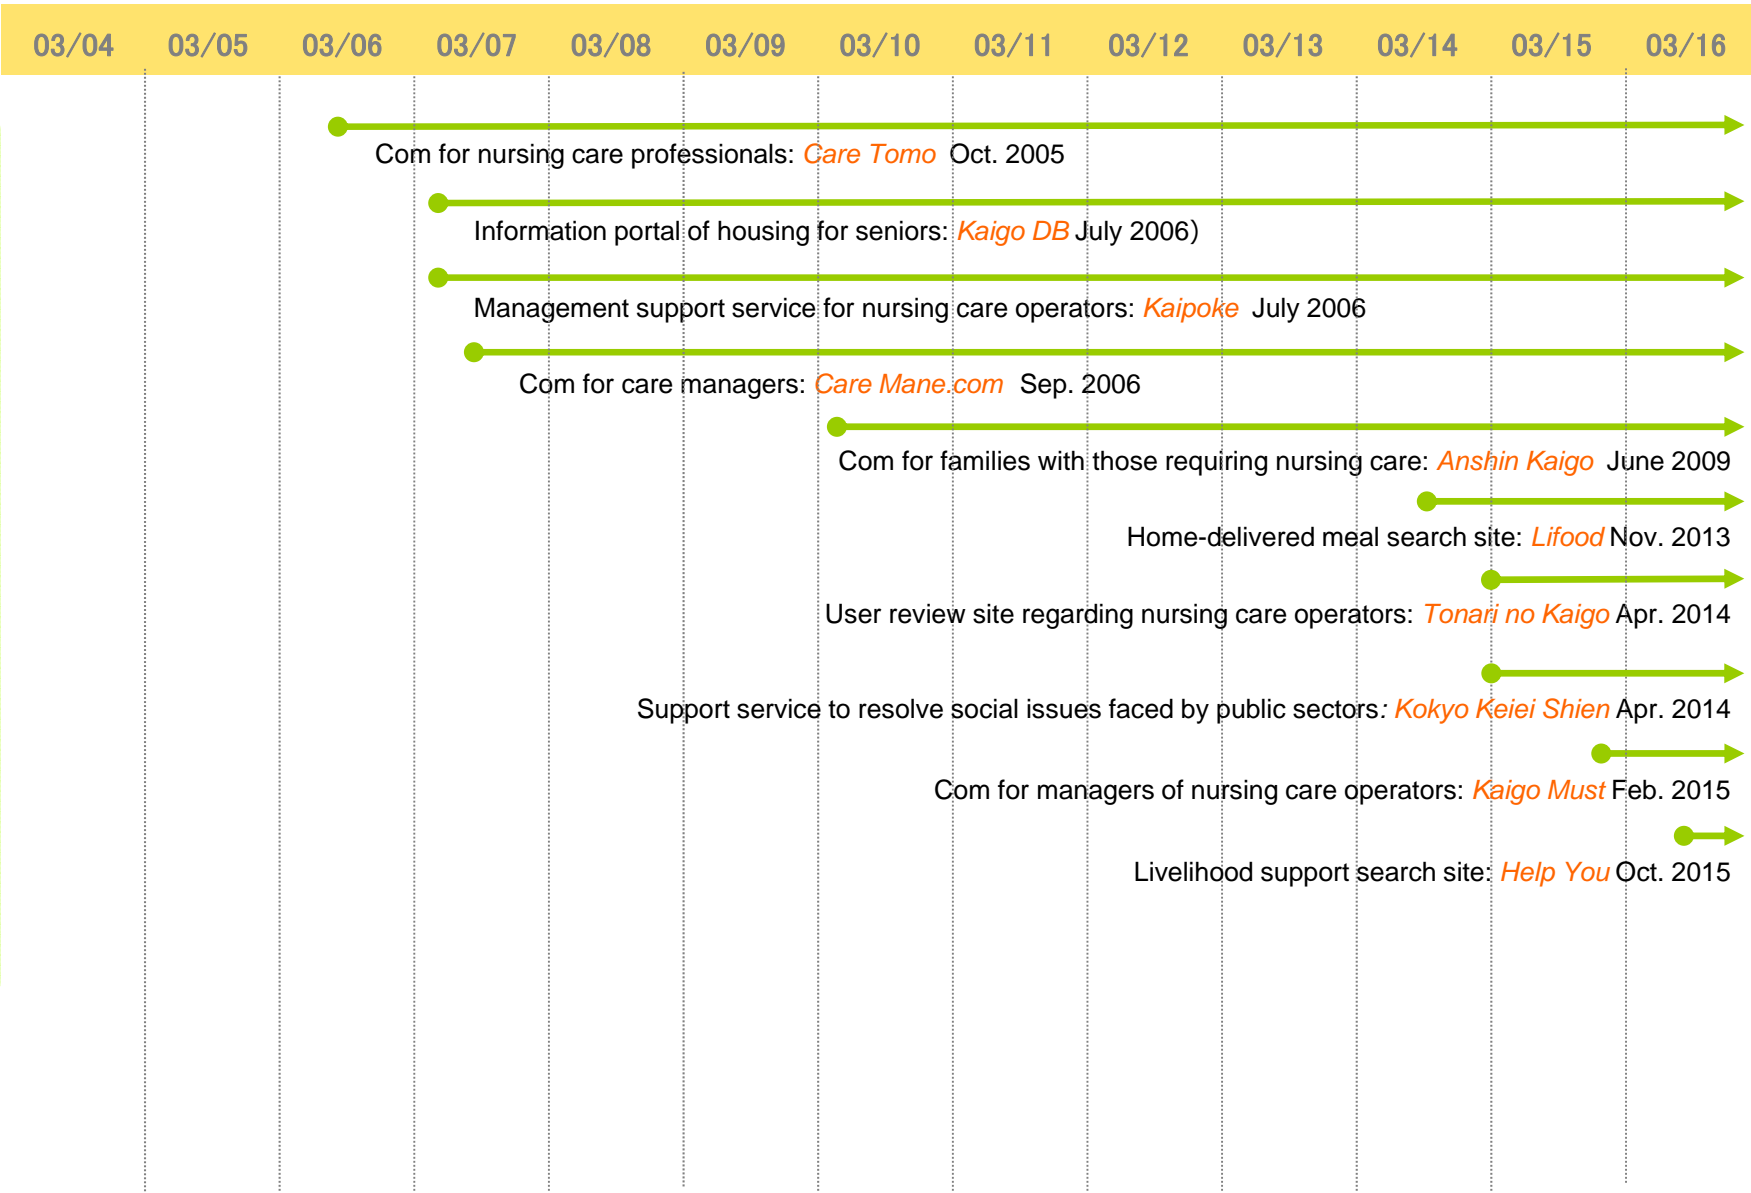 03/04 03/05 03/06 03/07 03/08 03/09 03/10 03/11 03/12 03/13 03/14 03/15 03/16
Com for nursing care professionals: Care Tomo Oct. 2005
Information portal of housing for seniors: Kaigo DB July 2006)
Management support service for nursing care operators: Kaipoke July 2006
Com for care managers: Care Mane.com Sep. 2006
Com for families with those requiring nursing care: Anshin Kaigo June 2009
Home-delivered meal search site: Lifood Nov. 2013
User review site regarding nursing care operators: Tonari no Kaigo Apr. 2014
Support service to resolve social issues faced by public sectors: Kokyo Keiei Shien Apr. 2014
Com for managers of nursing care operators: Kaigo Must Feb. 2015
Livelihood support search site: Help You Oct. 2015